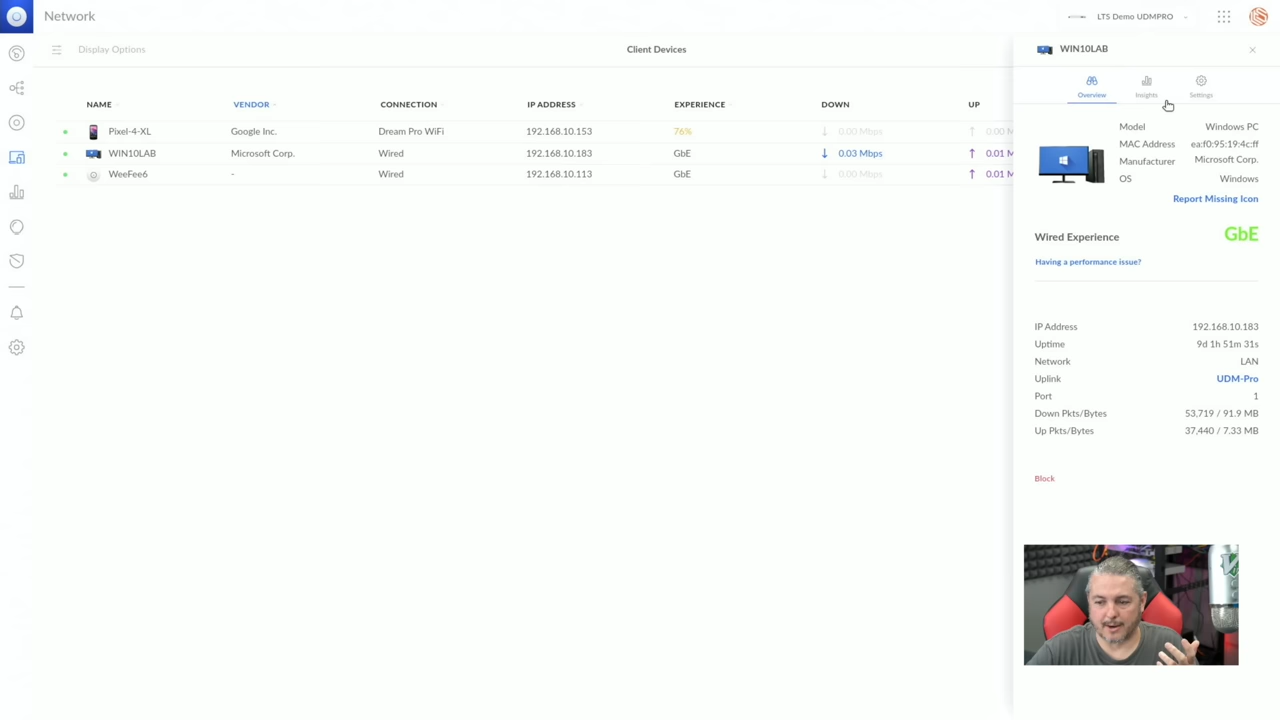 Network
LTS Demo UDMPRO
Display Options
Client Devices
WIN10LAB
Overview
Insights
Settings
NAME
VENDOR
CONNECTION
IP ADDRESS
EXPERIENCE
DOWN
UP
Pixel-4-XL
Google Inc.
Dream Pro WiFi
192.168.10.153
76%
0.00 Mbps
0.00 M
WIN10LAB
Microsoft Corp.
Wired
192.168.10.183
GbE
0.03 Mbps
0.01 M
WeeFee6
-
Wired
192.168.10.113
GbE
0.00 Mbps
0.01 M
Model Windows PC
MAC Address ea:f0:95:19:4c:ff
Manufacturer Microsoft Corp.
OS Windows
Report Missing Icon
Wired Experience GbE
Having a performance issue?
IP Address 192.168.10.183
Uptime 9d 1h 51m 31s
Network LAN
Uplink UDM-Pro
Port 1
Down Pkts/Bytes 53,719 / 91.9 MB
Up Pkts/Bytes 37,440 / 7.33 MB
Block